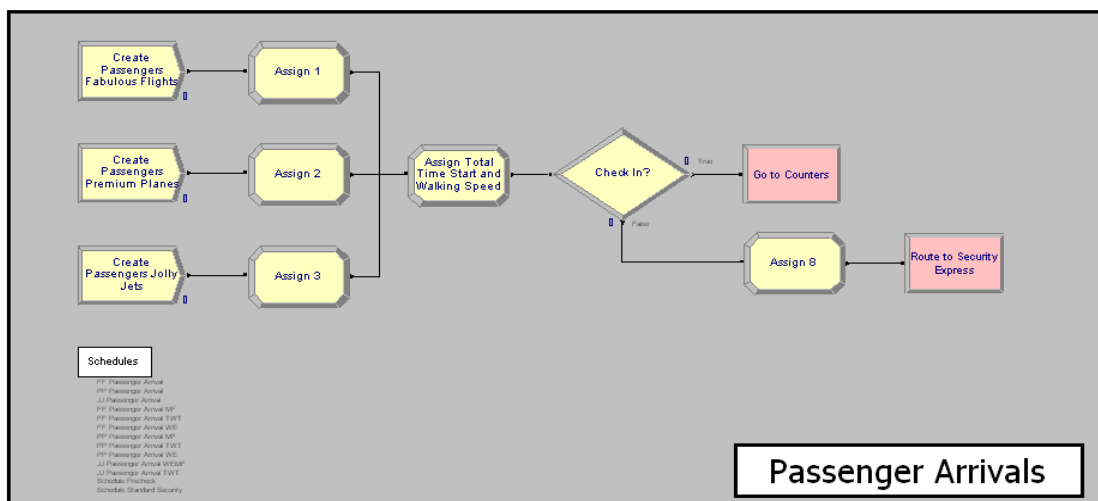 Create
Passengers
Fabulous Flights
Assign 1
Create
Passengers
Premium Planes
Assign 2
Assign Total
Time Start and
Walking Speed
Check In?
True
Go to Counters
False
Create
Passengers Jolly
Jets
Assign 3
Assign 8
Route to Security
Express
Schedules
FF Passenger Arrival
PP Passenger Arrival
JJ Passenger Arrival
FF Passenger Arrival MF
FF Passenger Arrival TWT
FF Passenger Arrival WE
PP Passenger Arrival MF
PP Passenger Arrival TWT
PP Passenger Arrival WE
JJ Passenger Arrival WEMF
JJ Passenger Arrival TWT
Schedule Precheck
Schedule Standard Security
Passenger Arrivals